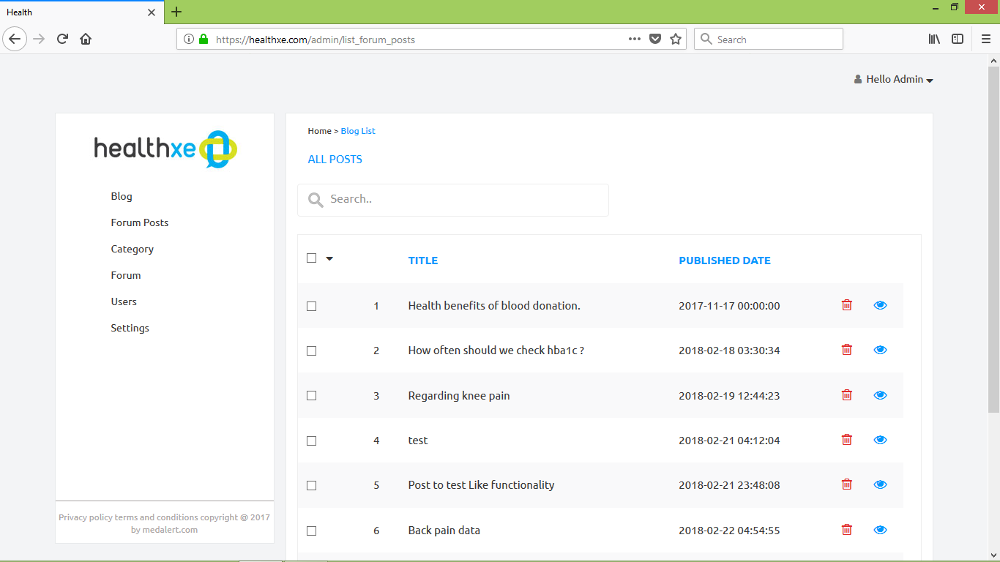 Health
https://healthxe.com/admin/list_forum_posts
Search
Hello Admin
healthxe
Blog
Forum Posts
Category
Forum
Users
Settings
Privacy policy terms and conditions copyright @ 2017
by medalert.com
Home > Blog List
ALL POSTS
Search..
TITLE PUBLISHED DATE
1 Health benefits of blood donation. 2017-11-17 00:00:00
2 How often should we check hba1c ? 2018-02-18 03:30:34
3 Regarding knee pain 2018-02-19 12:44:23
4 test 2018-02-21 04:12:04
5 Post to test Like functionality 2018-02-21 23:48:08
6 Back pain data 2018-02-22 04:54:55